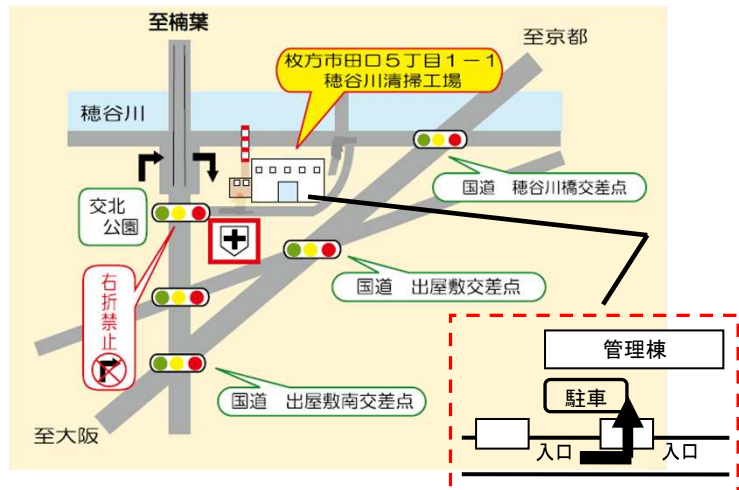 至楠葉
至京都
枚方市田口5丁目1−1
穂谷川清掃工場
穂谷川
国道　穂谷川橋交差点
交北
公園
国道　出屋敷交差点
右折禁止
国道　出屋敷南交差点
至大阪
管理棟
駐車
入口
入口